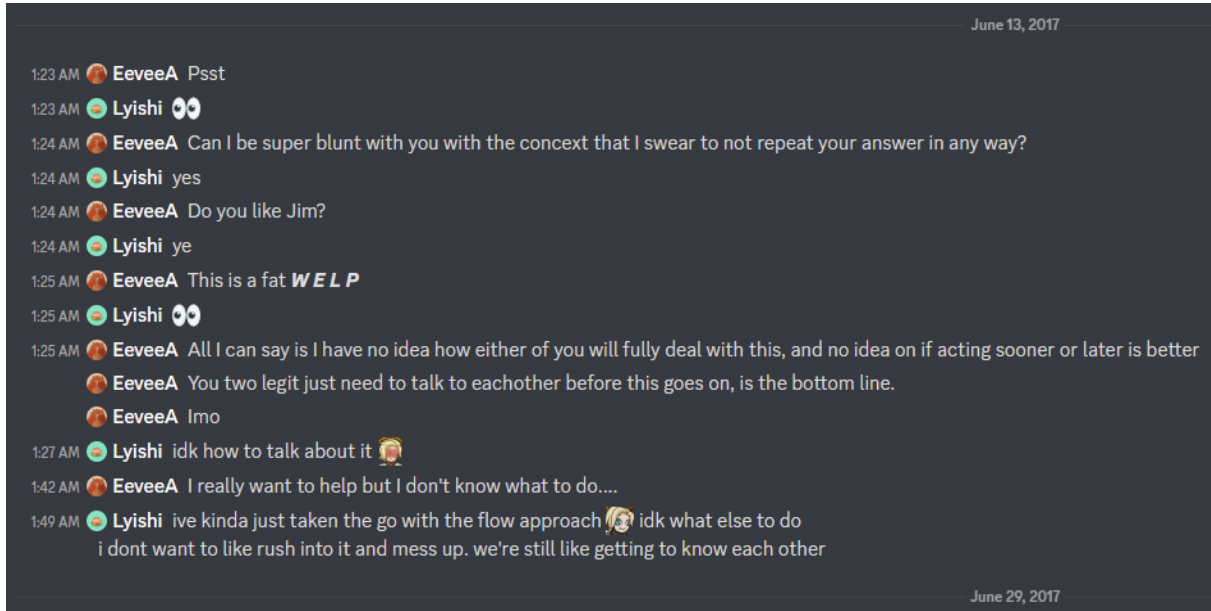 June 13, 2017
1:23 AM EeveeA Psst
1:23 AM Lyishi 👀
1:24 AM EeveeA Can I be super blunt with you with the concext that I swear to not repeat your answer in any way?
1:24 AM Lyishi yes
1:24 AM EeveeA Do you like Jim?
1:24 AM Lyishi ye
1:25 AM EeveeA This is a fat W E L P
1:25 AM Lyishi 👀
1:25 AM EeveeA All I can say is I have no idea how either of you will fully deal with this, and no idea on if acting sooner or later is better
EeveeA You two legit just need to talk to eachother before this goes on, is the bottom line.
EeveeA Imo
1:27 AM Lyishi idk how to talk about it
1:42 AM EeveeA I really want to help but I don't know what to do....
1:49 AM Lyishi ive kinda just taken the go with the flow approach idk what else to do
i dont want to like rush into it and mess up. we're still like getting to know each other
June 29, 2017